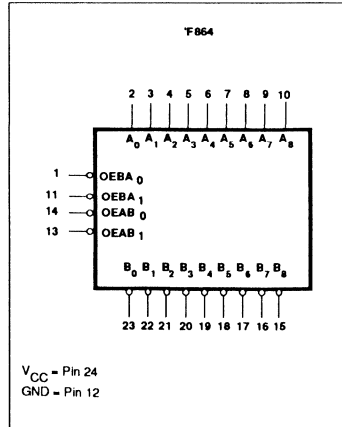 'F864
2 3 4 5 6 7 8 9 10
A0 A1 A2 A3 A4 A5 A6 A7 A8
1 OEBA0
11 OEBA1
14 OEAB0
13 OEAB1
B0 B1 B2 B3 B4 B5 B6 B7 B8
23 22 21 20 19 18 17 16 15
VCC = Pin 24
GND = Pin 12